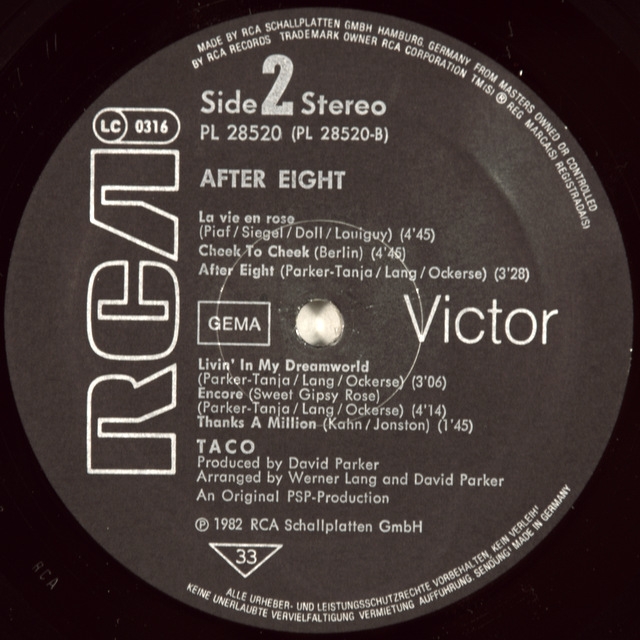 MADE BY RCA SCHALLPLATTEN GMBH HAMBURG, GERMANY FROM MASTERS OWNED OR CONTROLLED
BY RCA RECORDS TRADEMARK OWNER RCA CORPORATION TM(S) ® REG MARCA(S) REGISTRADA(S)
Side 2 Stereo
LC 0316
PL 28520 (PL 28520-B)
RCA
AFTER EIGHT
La vie en rose
(Piaf/Siegel/Doll/Louiguy) (4'45)
Cheek To Cheek (Berlin) (4'45)
After Eight (Parker-Tanja/Lang/Ockerse) (3'28)
GEMA
Victor
Livin' In My Dreamworld
(Parker-Tanja/Lang/Ockerse) (3'06)
Encore (Sweet Gipsy Rose)
(Parker-Tanja/Lang/Ockerse) (4'14)
Thanks A Million (Kahn/Jonston) (1'45)
TACO
Produced by David Parker
Arranged by Werner Lang and David Parker
An Original PSP-Production
℗ 1982 RCA Schallplatten GmbH
33
ALLE URHEBER- UND LEISTUNGSSCHUTZRECHTE VORBEHALTEN, KEIN VERLEIH!
KEINE UNERLAUBTE VERVIELFALTIGUNG, VERMIETUNG, AUFFÜHRUNG, SENDUNG! MADE IN GERMANY
RCA